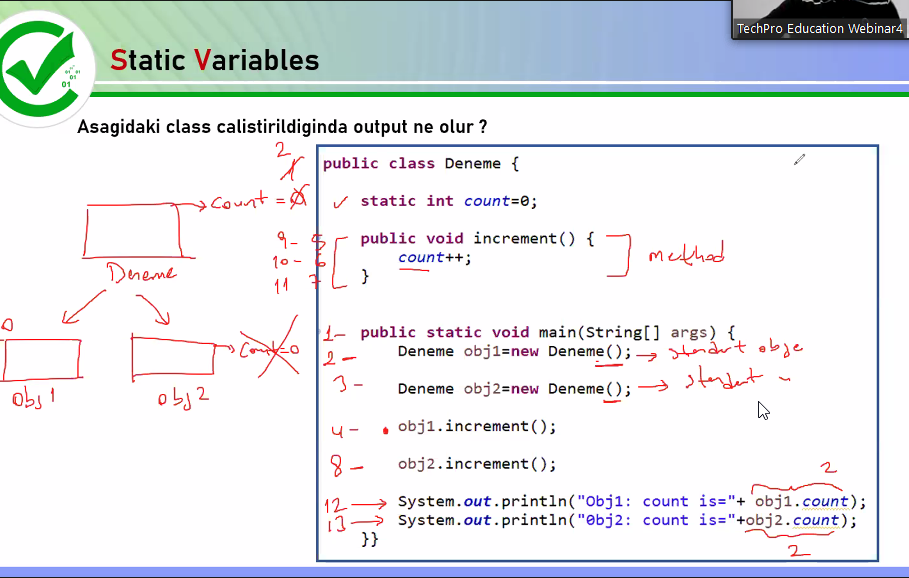 TechPro Education Webinar4
Static Variables
Asagidaki class calistirildiginda output ne olur ?
2
1
Count = 0
Deneme
0
Count=0
Obj 1
Obj 2
public class Deneme {
static int count=0;
9- 5 public void increment() {
10- 6 count++;
11 7 }
method
1- public static void main(String[] args) {
2- Deneme obj1=new Deneme(); → standart obje
3- Deneme obj2=new Deneme(); → standart "
4- obj1.increment();
8- obj2.increment();
2
12 → System.out.println("Obj1: count is="+ obj1.count);
13 → System.out.println("0bj2: count is="+obj2.count);
}}
2